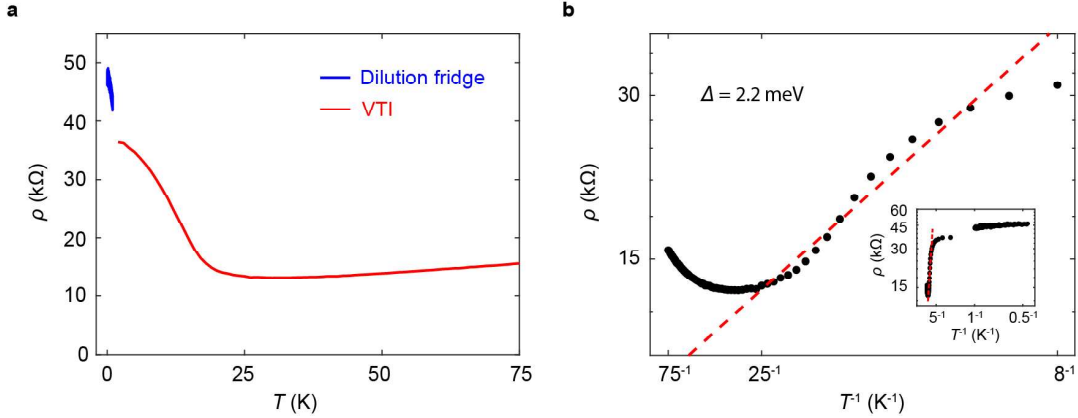 a
50
40
30
20
10
0
ρ (kΩ)
0
25
50
75
T (K)
Dilution fridge
VTI
b
30
15
ρ (kΩ)
Δ = 2.2 meV
75⁻¹
25⁻¹
8⁻¹
T⁻¹ (K⁻¹)
60
45
30
15
ρ (kΩ)
5⁻¹
1⁻¹
0.5⁻¹
T⁻¹ (K⁻¹)